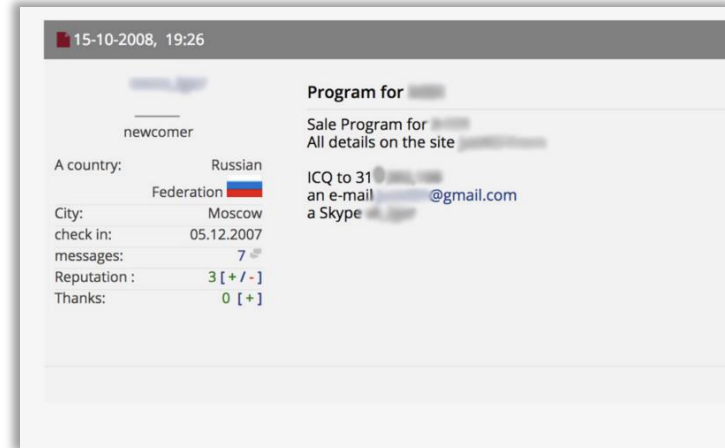 15-10-2008, 19:26
newcomer
A country: Russian
Federation
City: Moscow
check in: 05.12.2007
messages: 7
Reputation : 3 [ + / - ]
Thanks: 0 [ + ]
Program for
Sale Program for
All details on the site
ICQ to 31
an e-mail @gmail.com
a Skype